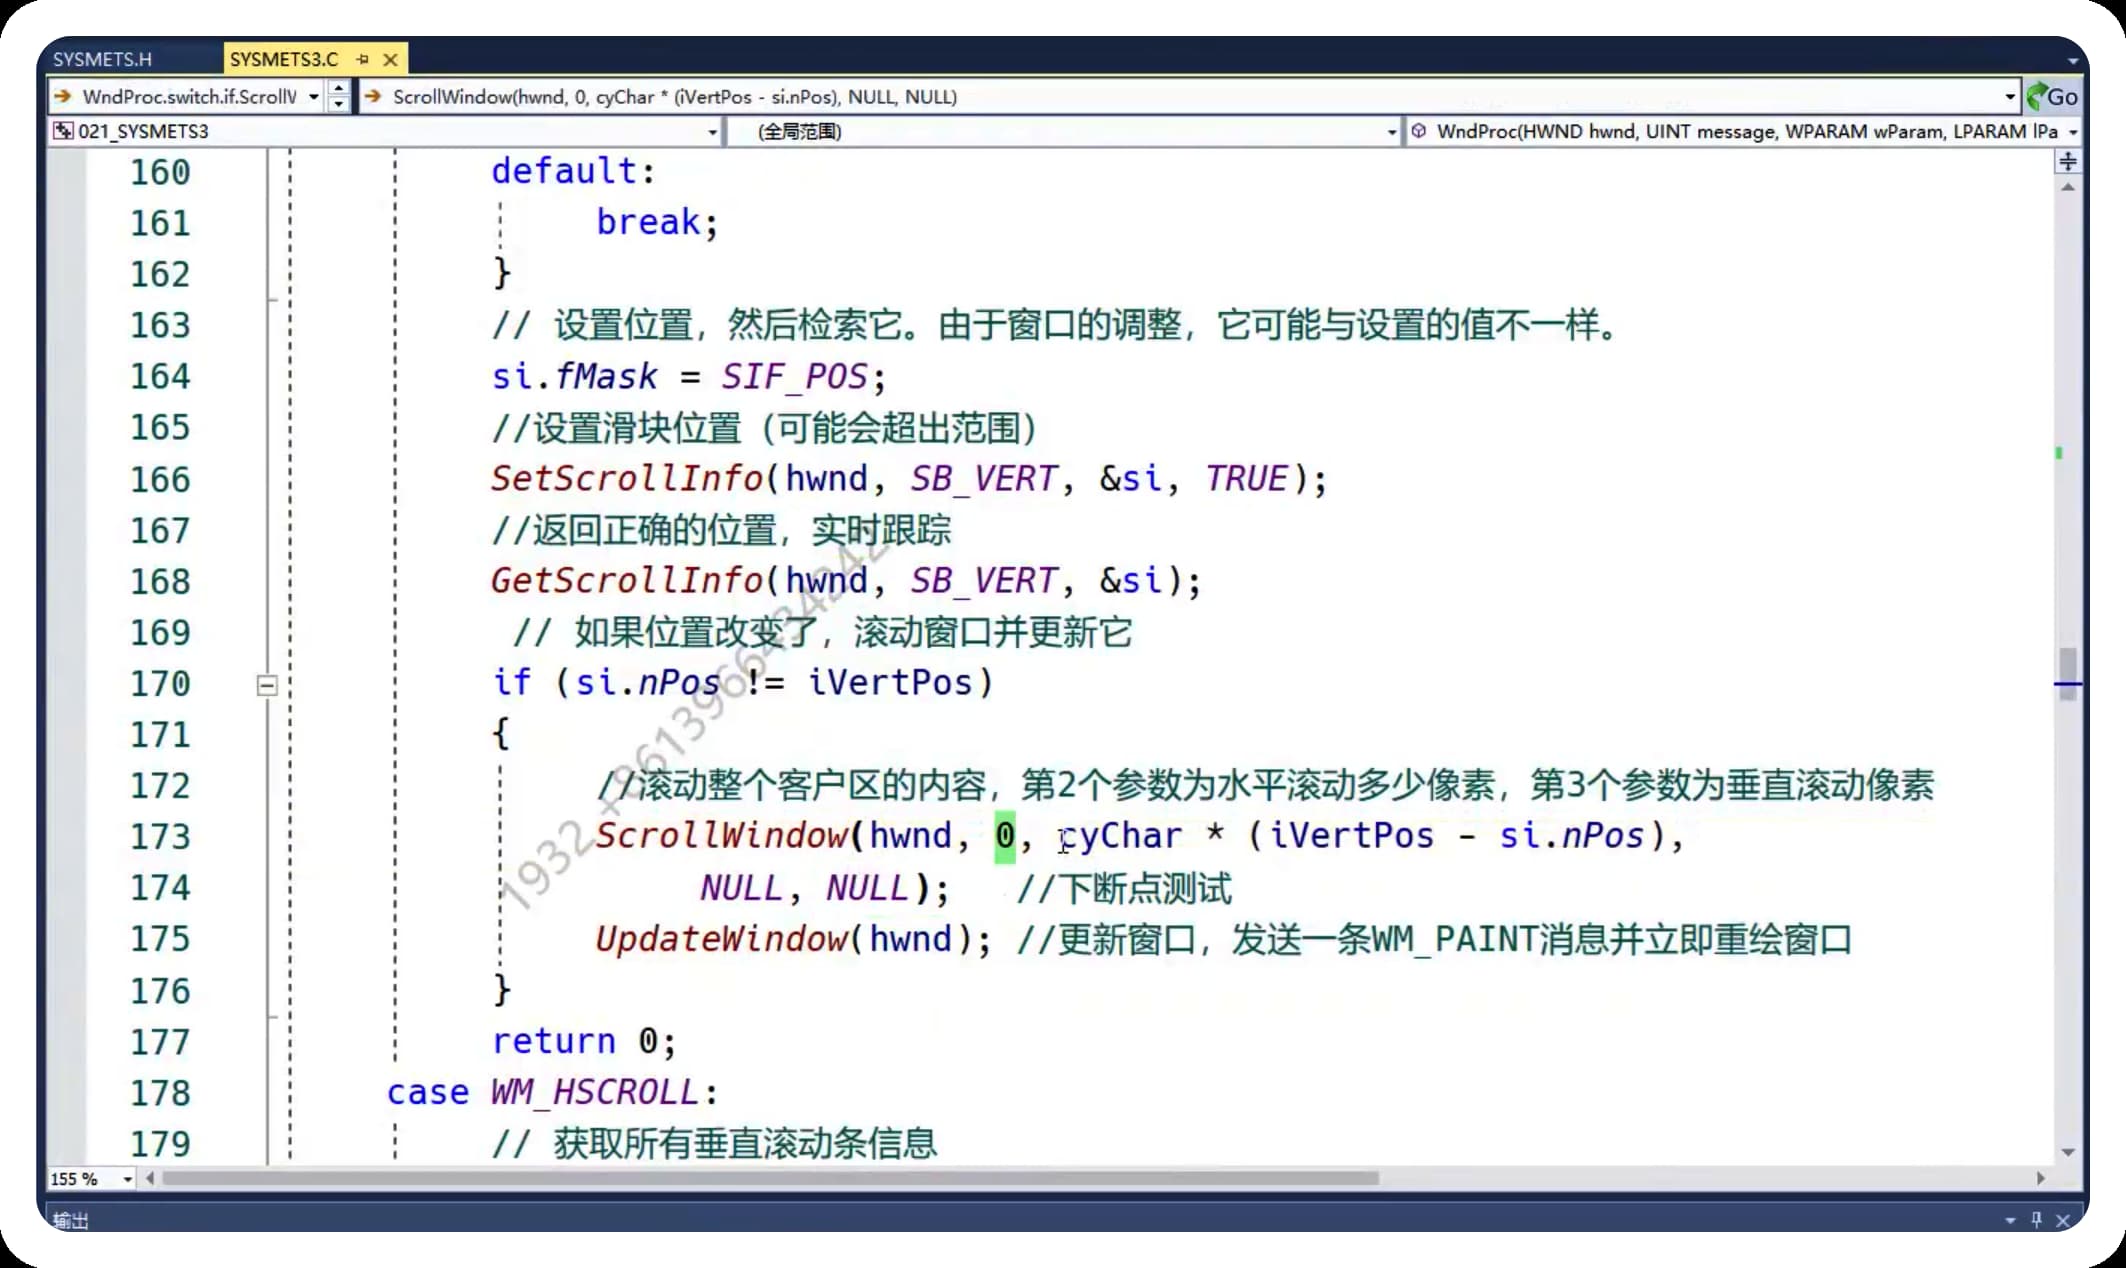 SYSMETS.H SYSMETS3.C
WndProc.switch.if.ScrollV ScrollWindow(hwnd, 0, cyChar * (iVertPos - si.nPos), NULL, NULL) Go
021_SYSMETS3 (全局范围) WndProc(HWND hwnd, UINT message, WPARAM wParam, LPARAM lPa
160 default:
161 break;
162 }
163 // 设置位置，然后检索它。由于窗口的调整，它可能与设置的值不一样。
164 si.fMask = SIF_POS;
165 //设置滑块位置（可能会超出范围）
166 SetScrollInfo(hwnd, SB_VERT, &si, TRUE);
167 //返回正确的位置，实时跟踪
168 GetScrollInfo(hwnd, SB_VERT, &si);
169 // 如果位置改变了，滚动窗口并更新它
170 if (si.nPos != iVertPos)
171 {
172 //滚动整个客户区的内容，第2个参数为水平滚动多少像素，第3个参数为垂直滚动像素
173 ScrollWindow(hwnd, 0, cyChar * (iVertPos - si.nPos),
174 NULL, NULL); //下断点测试
175 UpdateWindow(hwnd); //更新窗口，发送一条WM_PAINT消息并立即重绘窗口
176 }
177 return 0;
178 case WM_HSCROLL:
179 // 获取所有垂直滚动条信息
155 %
输出